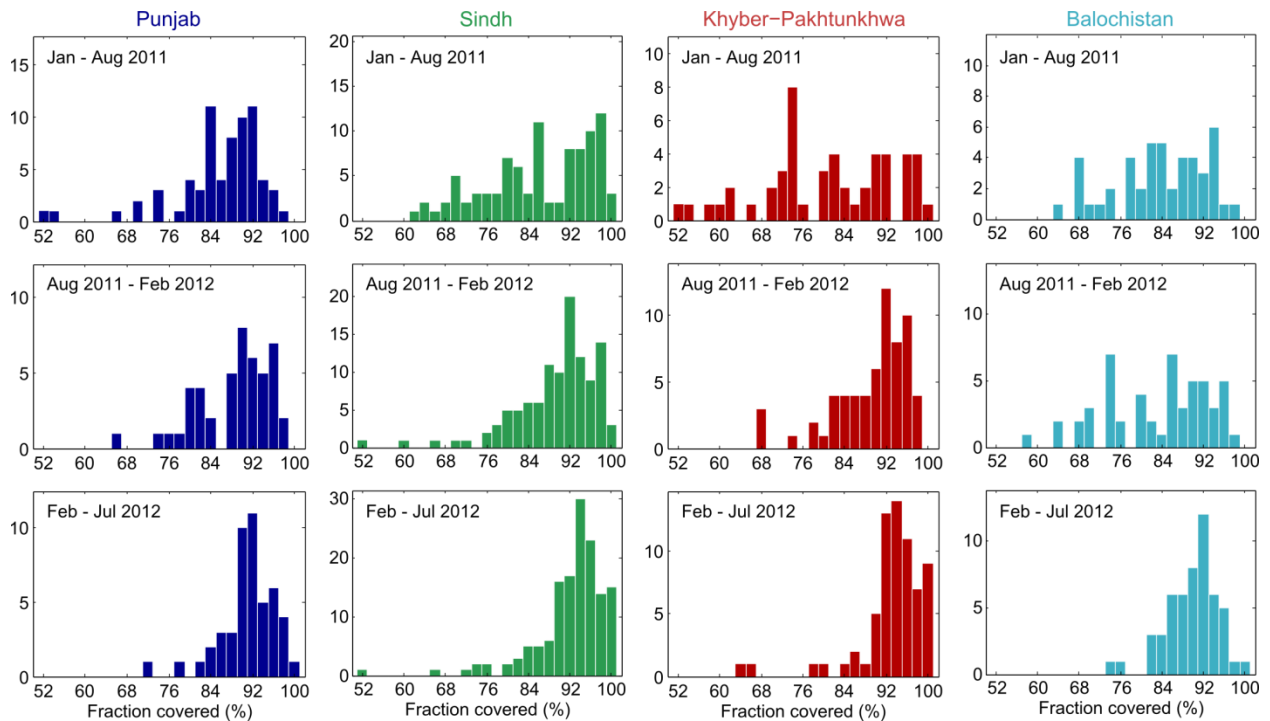 Punjab Sindh Khyber−Pakhtunkhwa Balochistan
Jan - Aug 2011 Jan - Aug 2011 Jan - Aug 2011 Jan - Aug 2011
15 10 5 0
20 15 10 5 0
10 8 6 4 2 0
12 10 8 6 4 2 0
52 60 68 76 84 92 100 52 60 68 76 84 92 100 52 60 68 76 84 92 100 52 60 68 76 84 92 100
Aug 2011 - Feb 2012 Aug 2011 - Feb 2012 Aug 2011 - Feb 2012 Aug 2011 - Feb 2012
10 5 0
20 15 10 5 0
10 5 0
10 5 0
52 60 68 76 84 92 100 52 60 68 76 84 92 100 52 60 68 76 84 92 100 52 60 68 76 84 92 100
Feb - Jul 2012 Feb - Jul 2012 Feb - Jul 2012 Feb - Jul 2012
10 5 0
30 20 10 0
10 5 0
10 5 0
52 60 68 76 84 92 100 52 60 68 76 84 92 100 52 60 68 76 84 92 100 52 60 68 76 84 92 100
Fraction covered (%) Fraction covered (%) Fraction covered (%) Fraction covered (%)